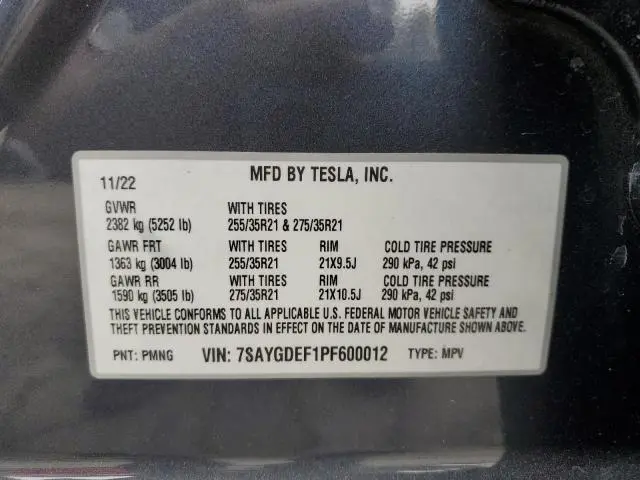 MFD BY TESLA, INC.
11/22
GVWR WITH TIRES
2382 kg (5252 lb) 255/35R21 & 275/35R21
GAWR FRT WITH TIRES RIM COLD TIRE PRESSURE
1363 kg (3004 lb) 255/35R21 21X9.5J 290 kPa, 42 psi
GAWR RR WITH TIRES RIM COLD TIRE PRESSURE
1590 kg (3505 lb) 275/35R21 21X10.5J 290 kPa, 42 psi
THIS VEHICLE CONFORMS TO ALL APPLICABLE U.S. FEDERAL MOTOR VEHICLE SAFETY AND
THEFT PREVENTION STANDARDS IN EFFECT ON THE DATE OF MANUFACTURE SHOWN ABOVE.
PNT: PMNG VIN: 7SAYGDEF1PF600012 TYPE: MPV